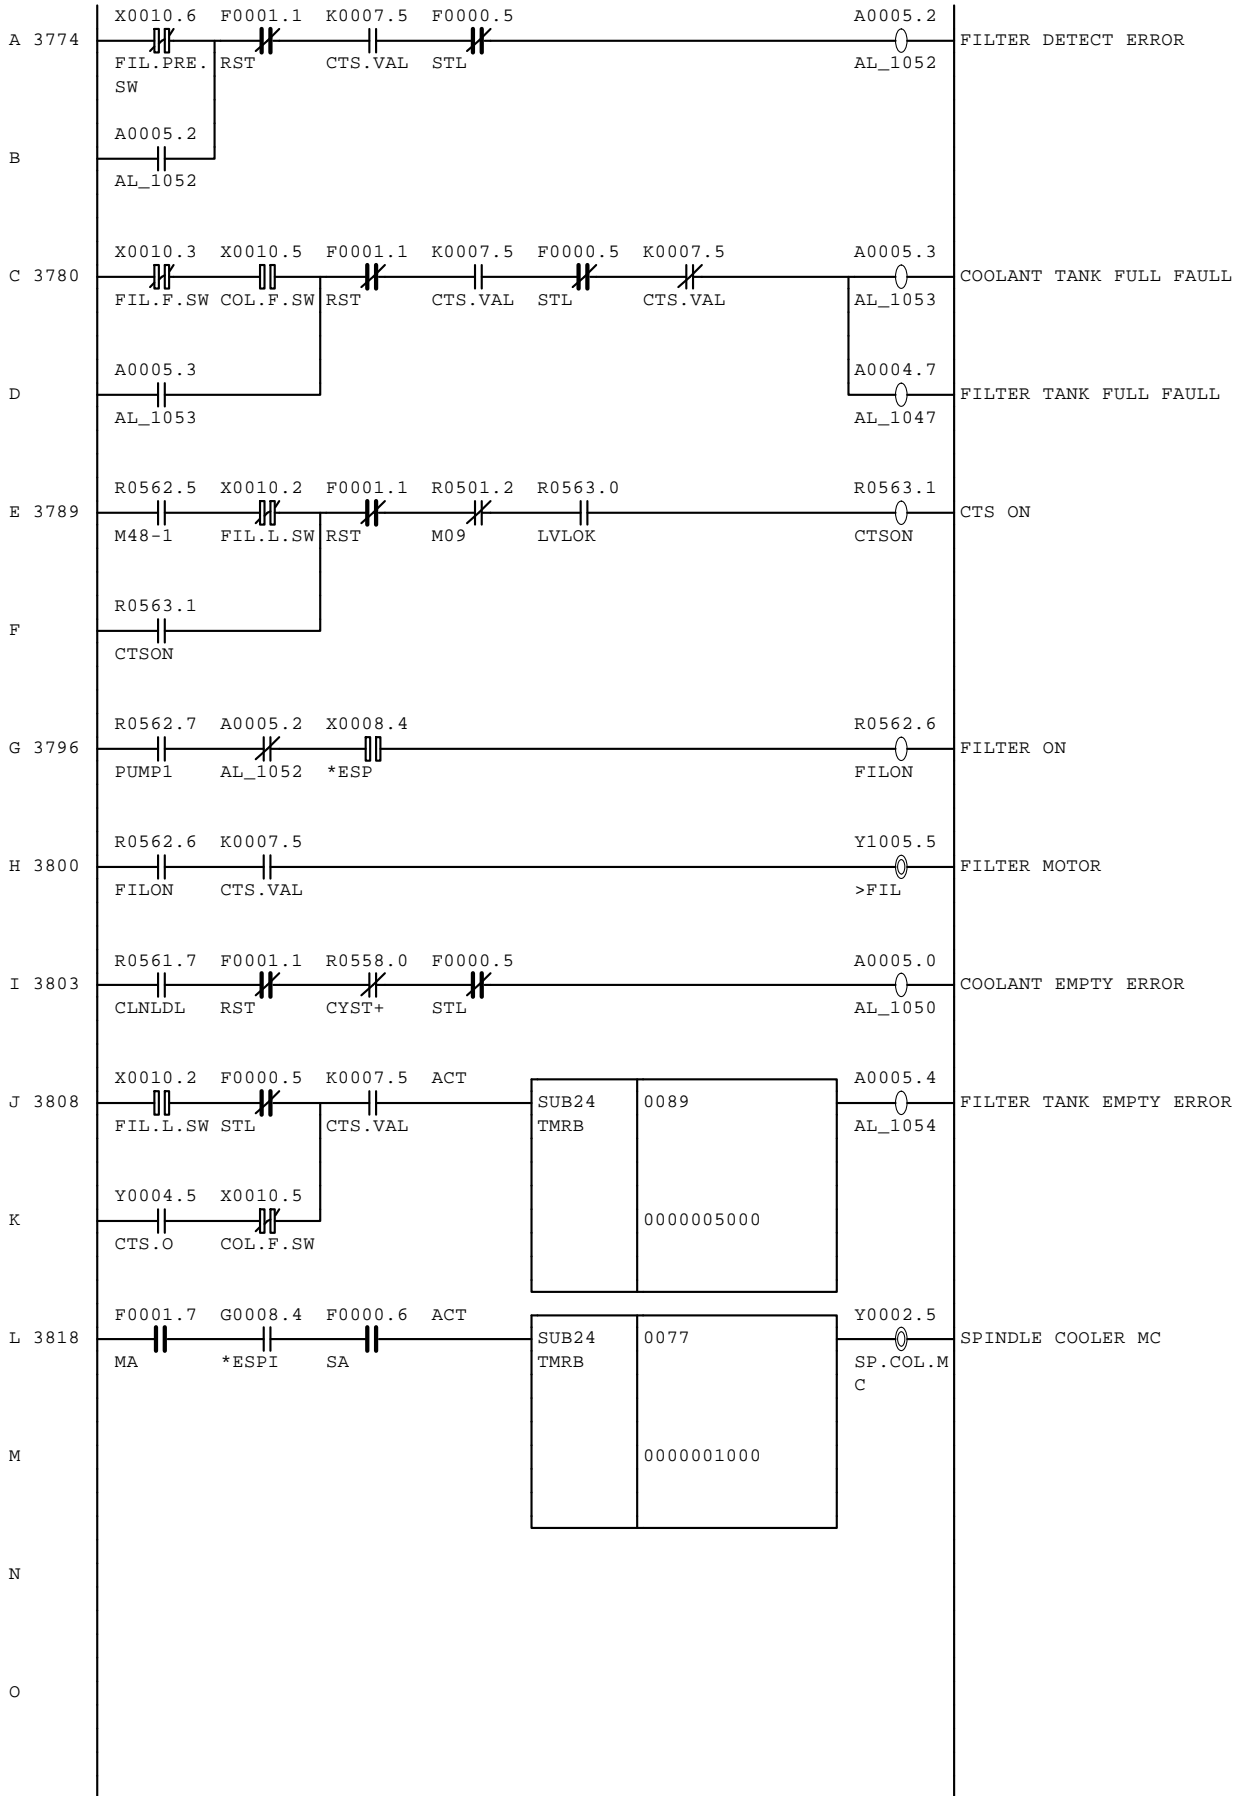 X0010.6 F0001.1 K0007.5 F0000.5 A0005.2
A 3774 FILTER DETECT ERROR
FIL.PRE. RST CTS.VAL STL AL_1052
SW
A0005.2
B
AL_1052
X0010.3 X0010.5 F0001.1 K0007.5 F0000.5 K0007.5 A0005.3
C 3780 COOLANT TANK FULL FAULL
FIL.F.SW COL.F.SW RST CTS.VAL STL CTS.VAL AL_1053
A0005.3 A0004.7
D FILTER TANK FULL FAULL
AL_1053 AL_1047
R0562.5 X0010.2 F0001.1 R0501.2 R0563.0 R0563.1
E 3789 CTS ON
M48-1 FIL.L.SW RST M09 LVLOK CTSON
R0563.1
F
CTSON
R0562.7 A0005.2 X0008.4 R0562.6
G 3796 FILTER ON
PUMP1 AL_1052 *ESP FILON
R0562.6 K0007.5 Y1005.5
H 3800 FILTER MOTOR
FILON CTS.VAL >FIL
R0561.7 F0001.1 R0558.0 F0000.5 A0005.0
I 3803 COOLANT EMPTY ERROR
CLNLDL RST CYST+ STL AL_1050
X0010.2 F0000.5 K0007.5 ACT A0005.4
J 3808 SUB24 0089 FILTER TANK EMPTY ERROR
FIL.L.SW STL CTS.VAL TMRB AL_1054
Y0004.5 X0010.5
K 0000005000
CTS.O COL.F.SW
F0001.7 G0008.4 F0000.6 ACT Y0002.5
L 3818 SUB24 0077 SPINDLE COOLER MC
MA *ESPI SA TMRB SP.COL.M
C
M 0000001000
N
O